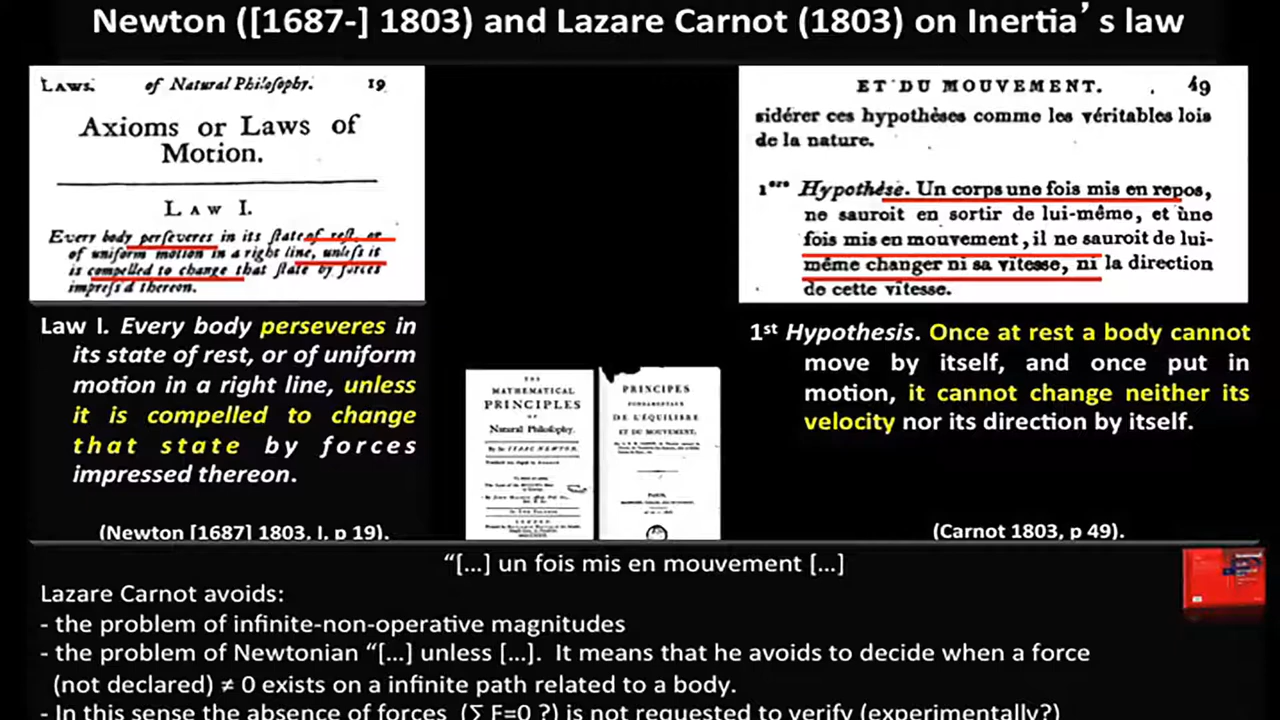 Newton ([1687-] 1803) and Lazare Carnot (1803) on Inertia's law
LAWS. of Natural Philosophy. 19
Axioms or Laws of
Motion.
LAW I.
Every body perseveres in its state of rest, or
of uniform motion in a right line, unless it
is compelled to change that state by forces
impress'd thereon.
Law I. Every body perseveres in
its state of rest, or of uniform
motion in a right line, unless
it is compelled to change
that state by forces
impressed thereon.
(Newton [1687] 1803, I, p 19).
THE
MATHEMATICAL
PRINCIPLES
OF
Natural Philosophy.
By Sir ISAAC NEWTON.
LONDON
PRINCIPES
FONDAMENTAUX
DE L'ÉQUILIBRE
ET DU MOUVEMENT,
PARIS,
ET DU MOUVEMENT. 49
sidérer ces hypothèses comme les véritables lois
de la nature.
1ere Hypothése. Un corps une fois mis en repos,
ne sauroit en sortir de lui-même, et une
fois mis en mouvement, il ne sauroit de lui-
même changer ni sa vitesse, ni la direction
de cette vitesse.
1st Hypothesis. Once at rest a body cannot
move by itself, and once put in
motion, it cannot change neither its
velocity nor its direction by itself.
(Carnot 1803, p 49).
“[…] un fois mis en mouvement […]
Lazare Carnot avoids:
- the problem of infinite-non-operative magnitudes
- the problem of Newtonian “[…] unless […]. It means that he avoids to decide when a force
(not declared) ≠ 0 exists on a infinite path related to a body.
- In this sense the absence of forces (∑ F=0 ?) is not requested to verify (experimentally?)